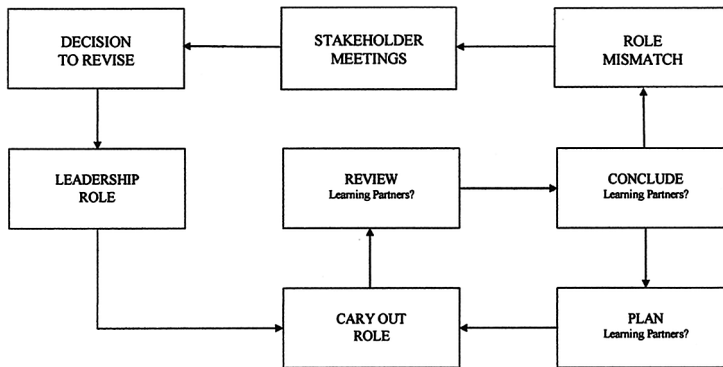 DECISION
TO REVISE
STAKEHOLDER
MEETINGS
ROLE
MISMATCH
LEADERSHIP
ROLE
REVIEW
Learning Partners?
CONCLUDE
Learning Partners?
CARY OUT
ROLE
PLAN
Learning Partners?